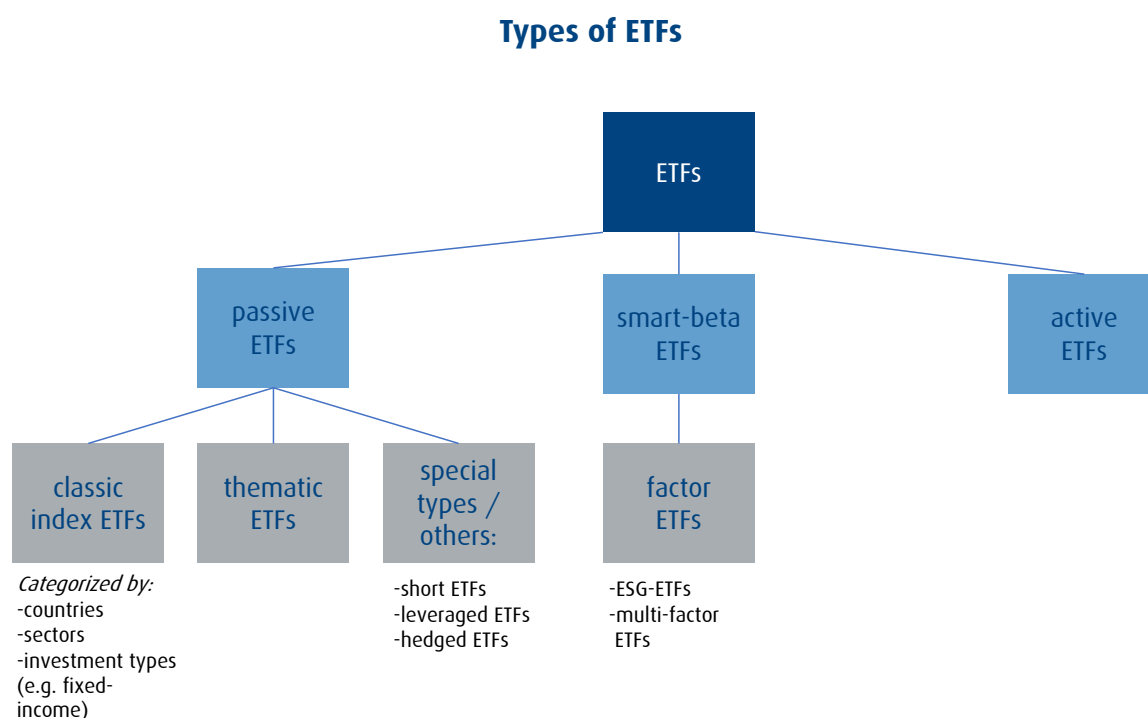 Types of ETFs
ETFs
passive
ETFs
smart-beta
ETFs
active
ETFs
classic
index ETFs
thematic
ETFs
special
types /
others:
factor
ETFs
Categorized by:
-countries
-sectors
-investment types
(e.g. fixed-
income)
-short ETFs
-leveraged ETFs
-hedged ETFs
-ESG-ETFs
-multi-factor
ETFs